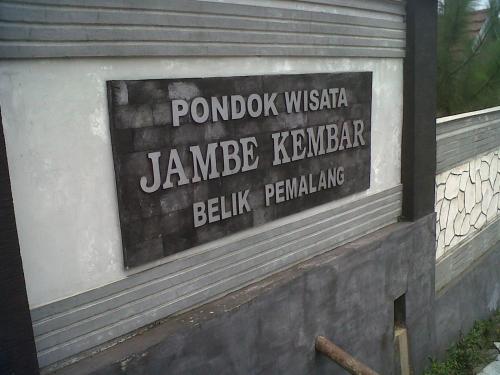 PONDOK WISATA
JAMBE KEMBAR
BELIK PEMALANG